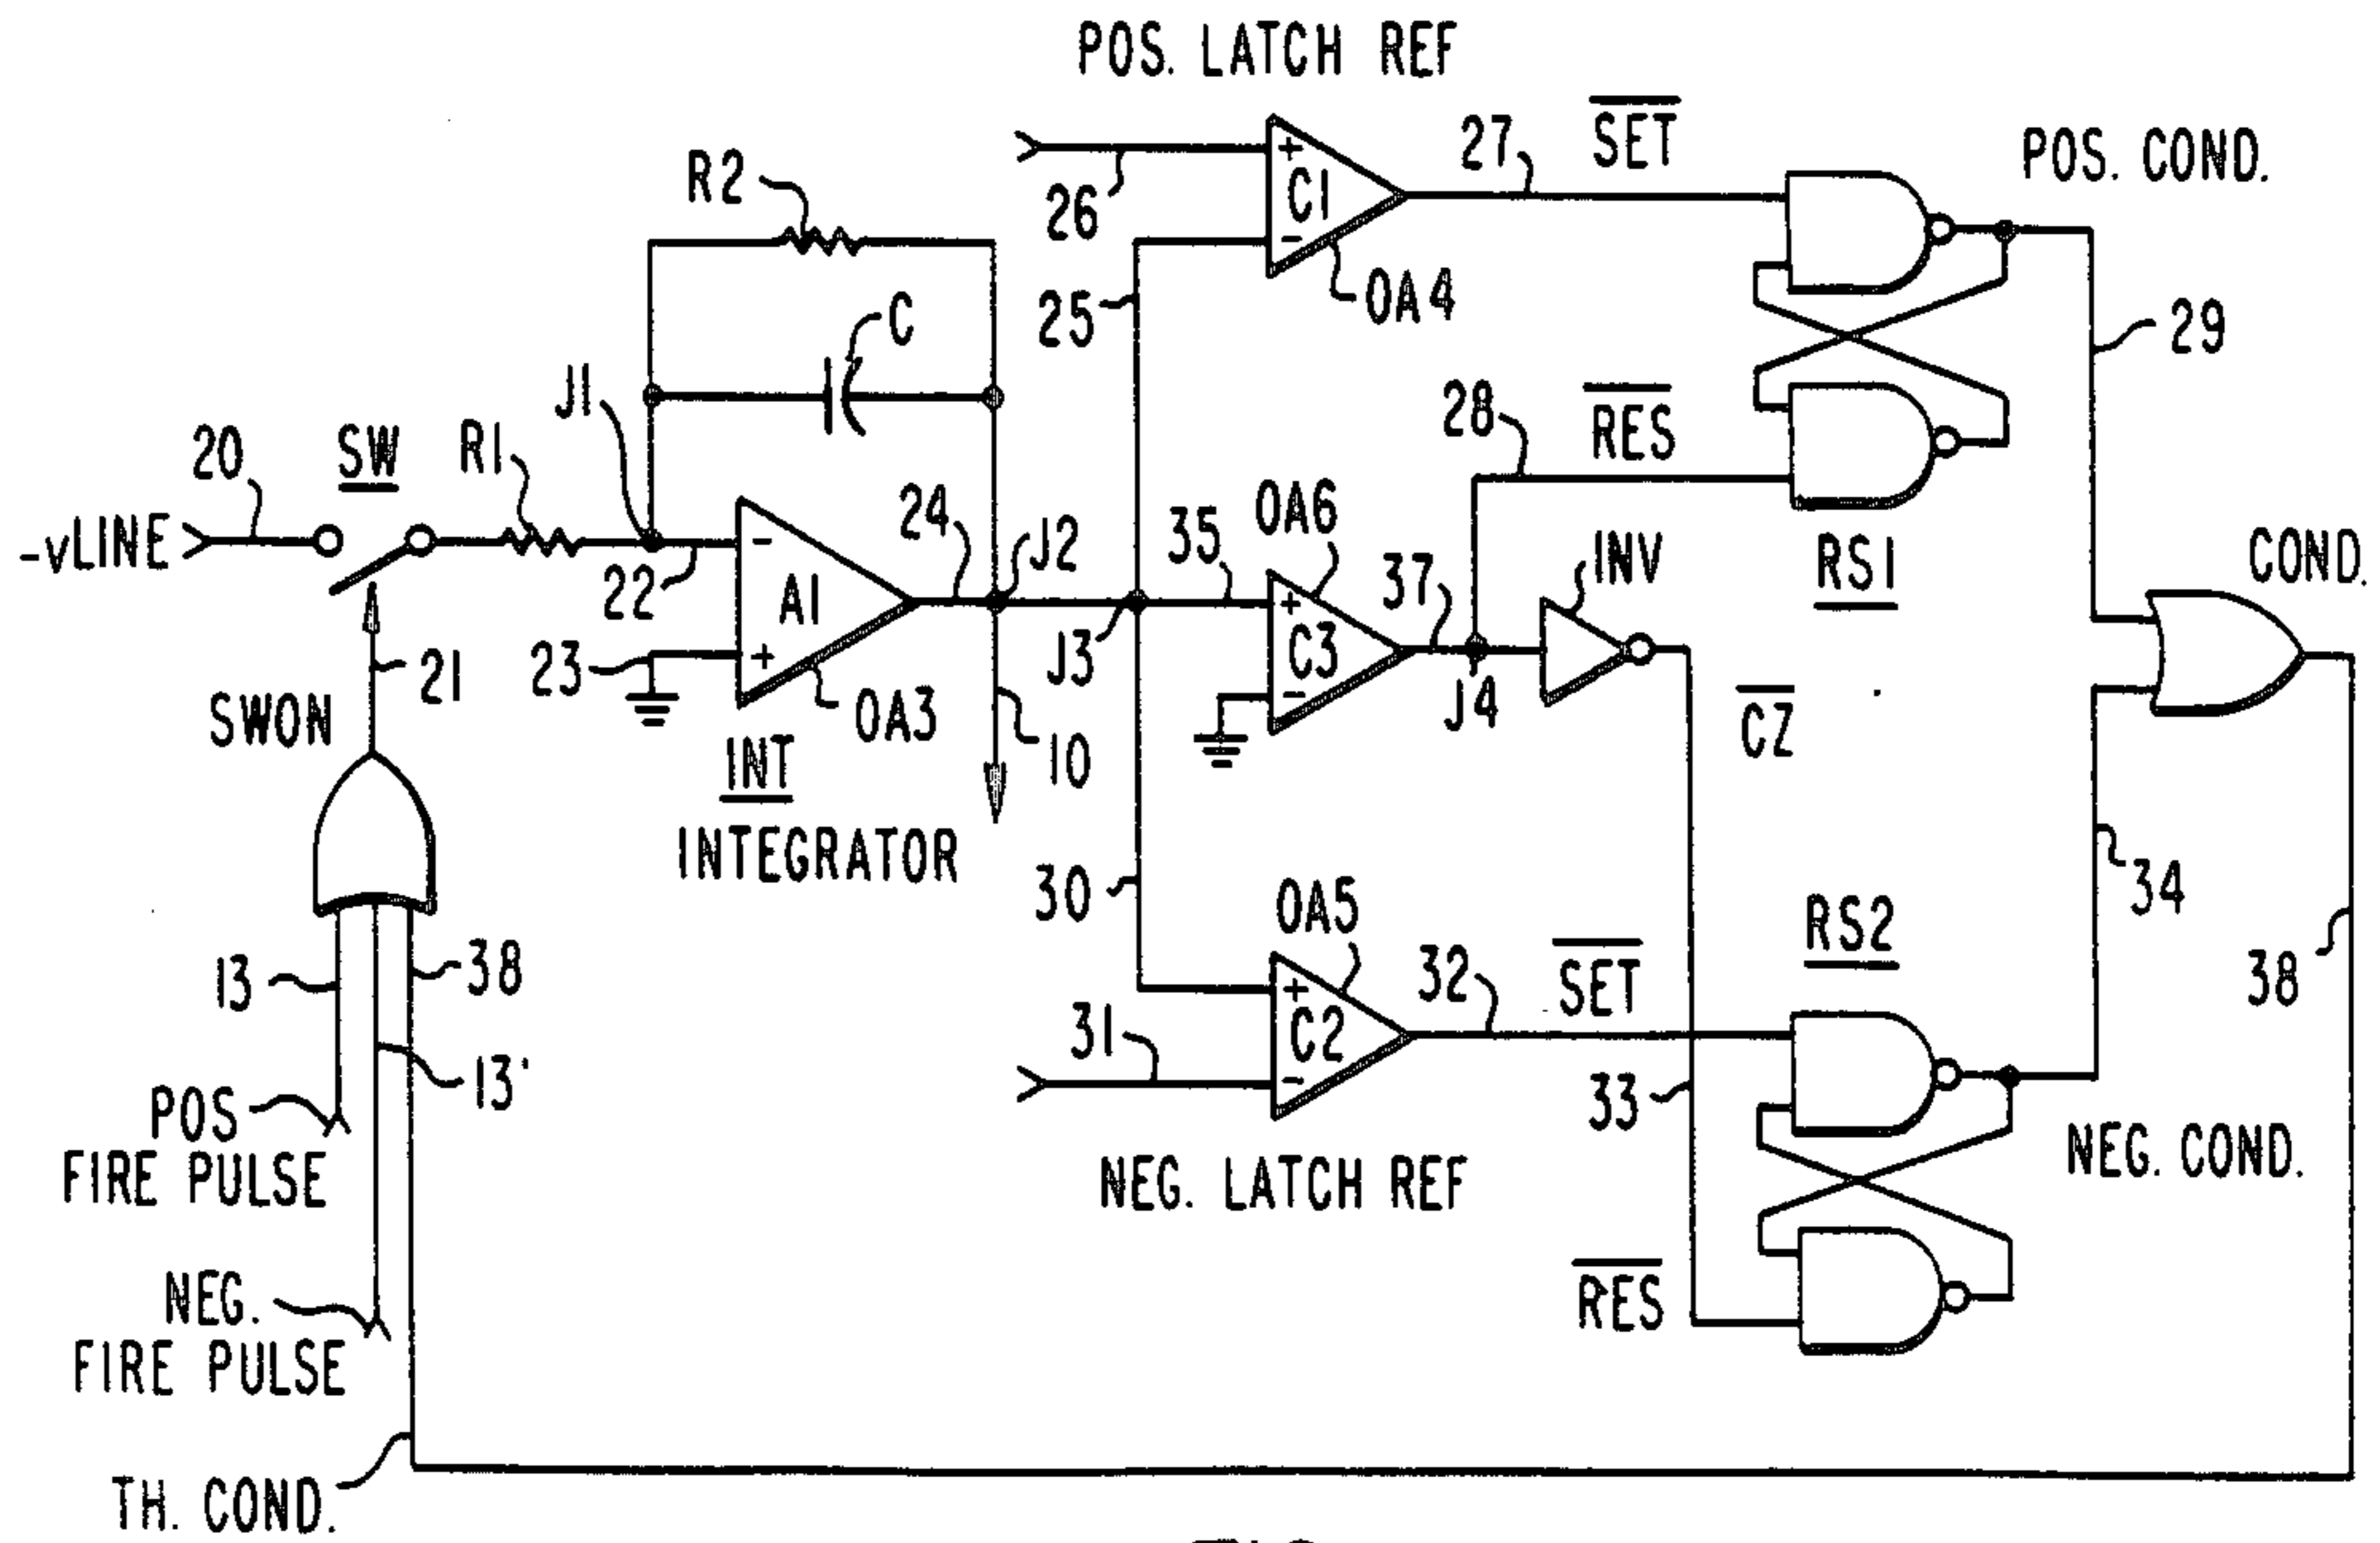 POS. LATCH REF
SET
27
POS. COND.
R2
26
+
C1
-
OA4
25
29
C
J1
28
RES
20
SW
R1
24
J2
35
OA6
37
INV
RS1
COND.
-vLINE
22
-
A1
+
23
J3
+
C3
-
J4
CZ
21
SWON
OA3
10
INT
INTEGRATOR
30
OA5
34
RS2
38
13
38
32
SET
31
+
C2
-
33
13'
POS
FIRE PULSE
NEG. LATCH REF
NEG. COND.
RES
NEG.
FIRE PULSE
TH. COND.